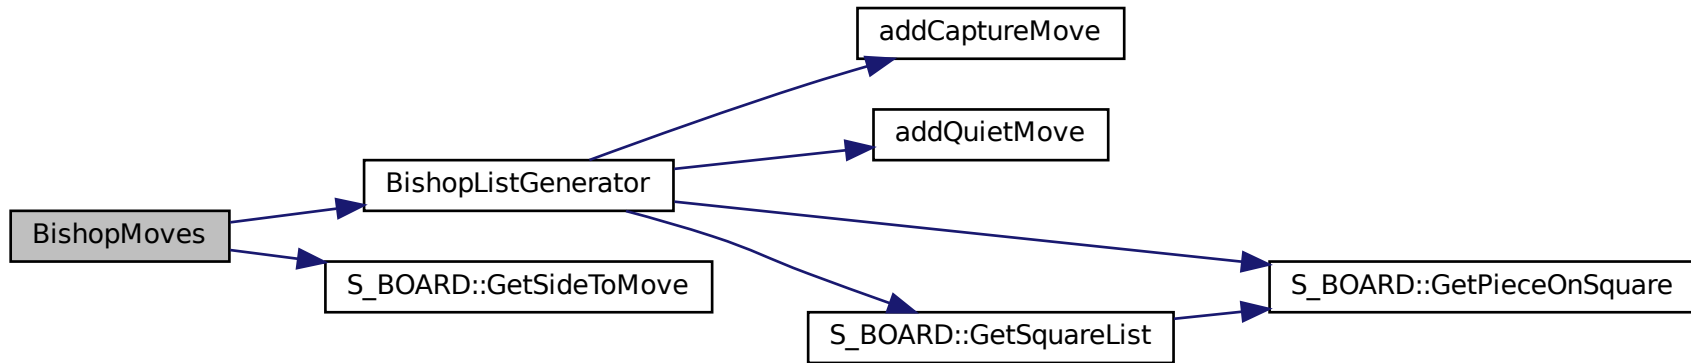 addCaptureMove
addQuietMove
BishopListGenerator
BishopMoves
S_BOARD::GetSideToMove
S_BOARD::GetPieceOnSquare
S_BOARD::GetSquareList